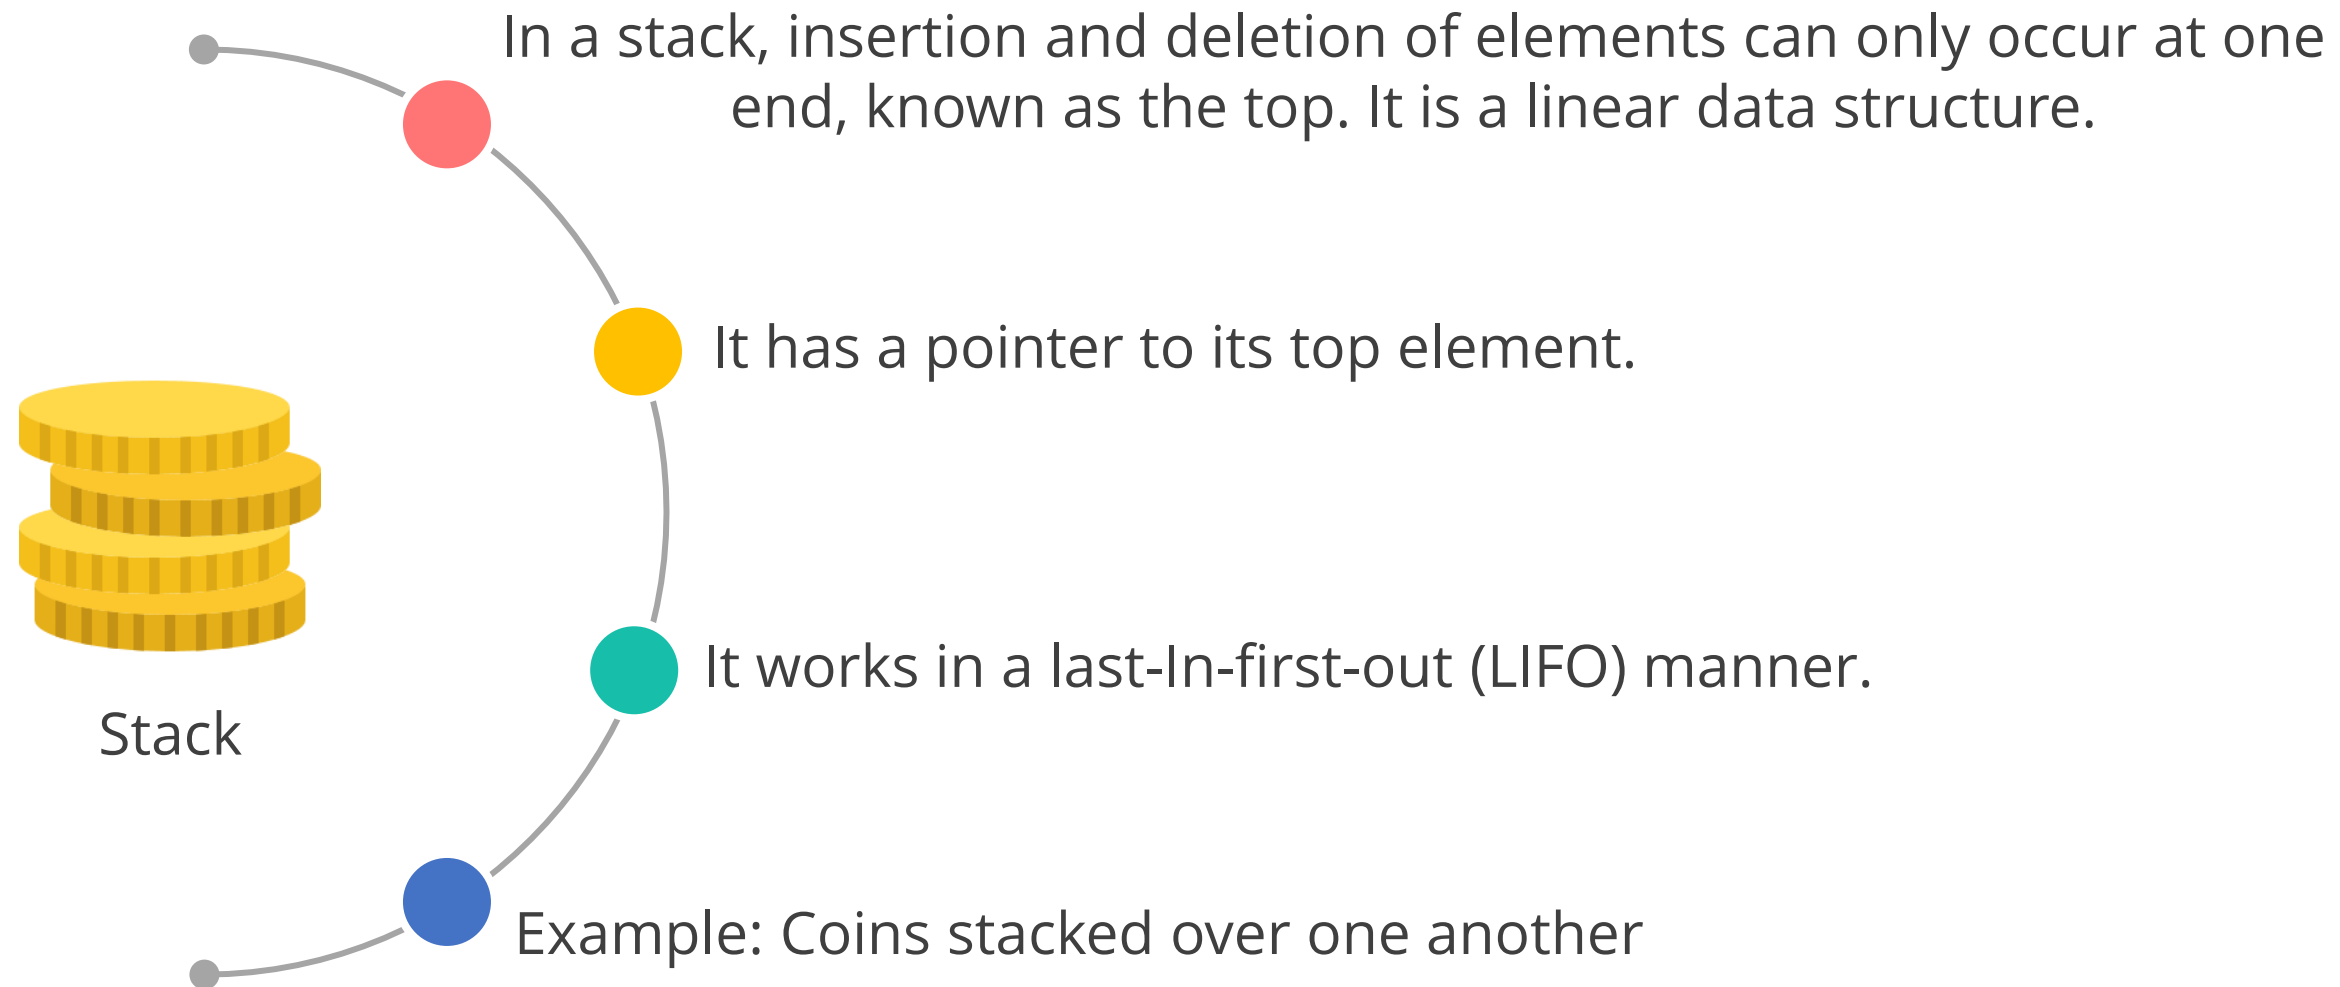 In a stack, insertion and deletion of elements can only occur at one
end, known as the top. It is a linear data structure.
It has a pointer to its top element.
It works in a last-In-first-out (LIFO) manner.
Stack
Example: Coins stacked over one another